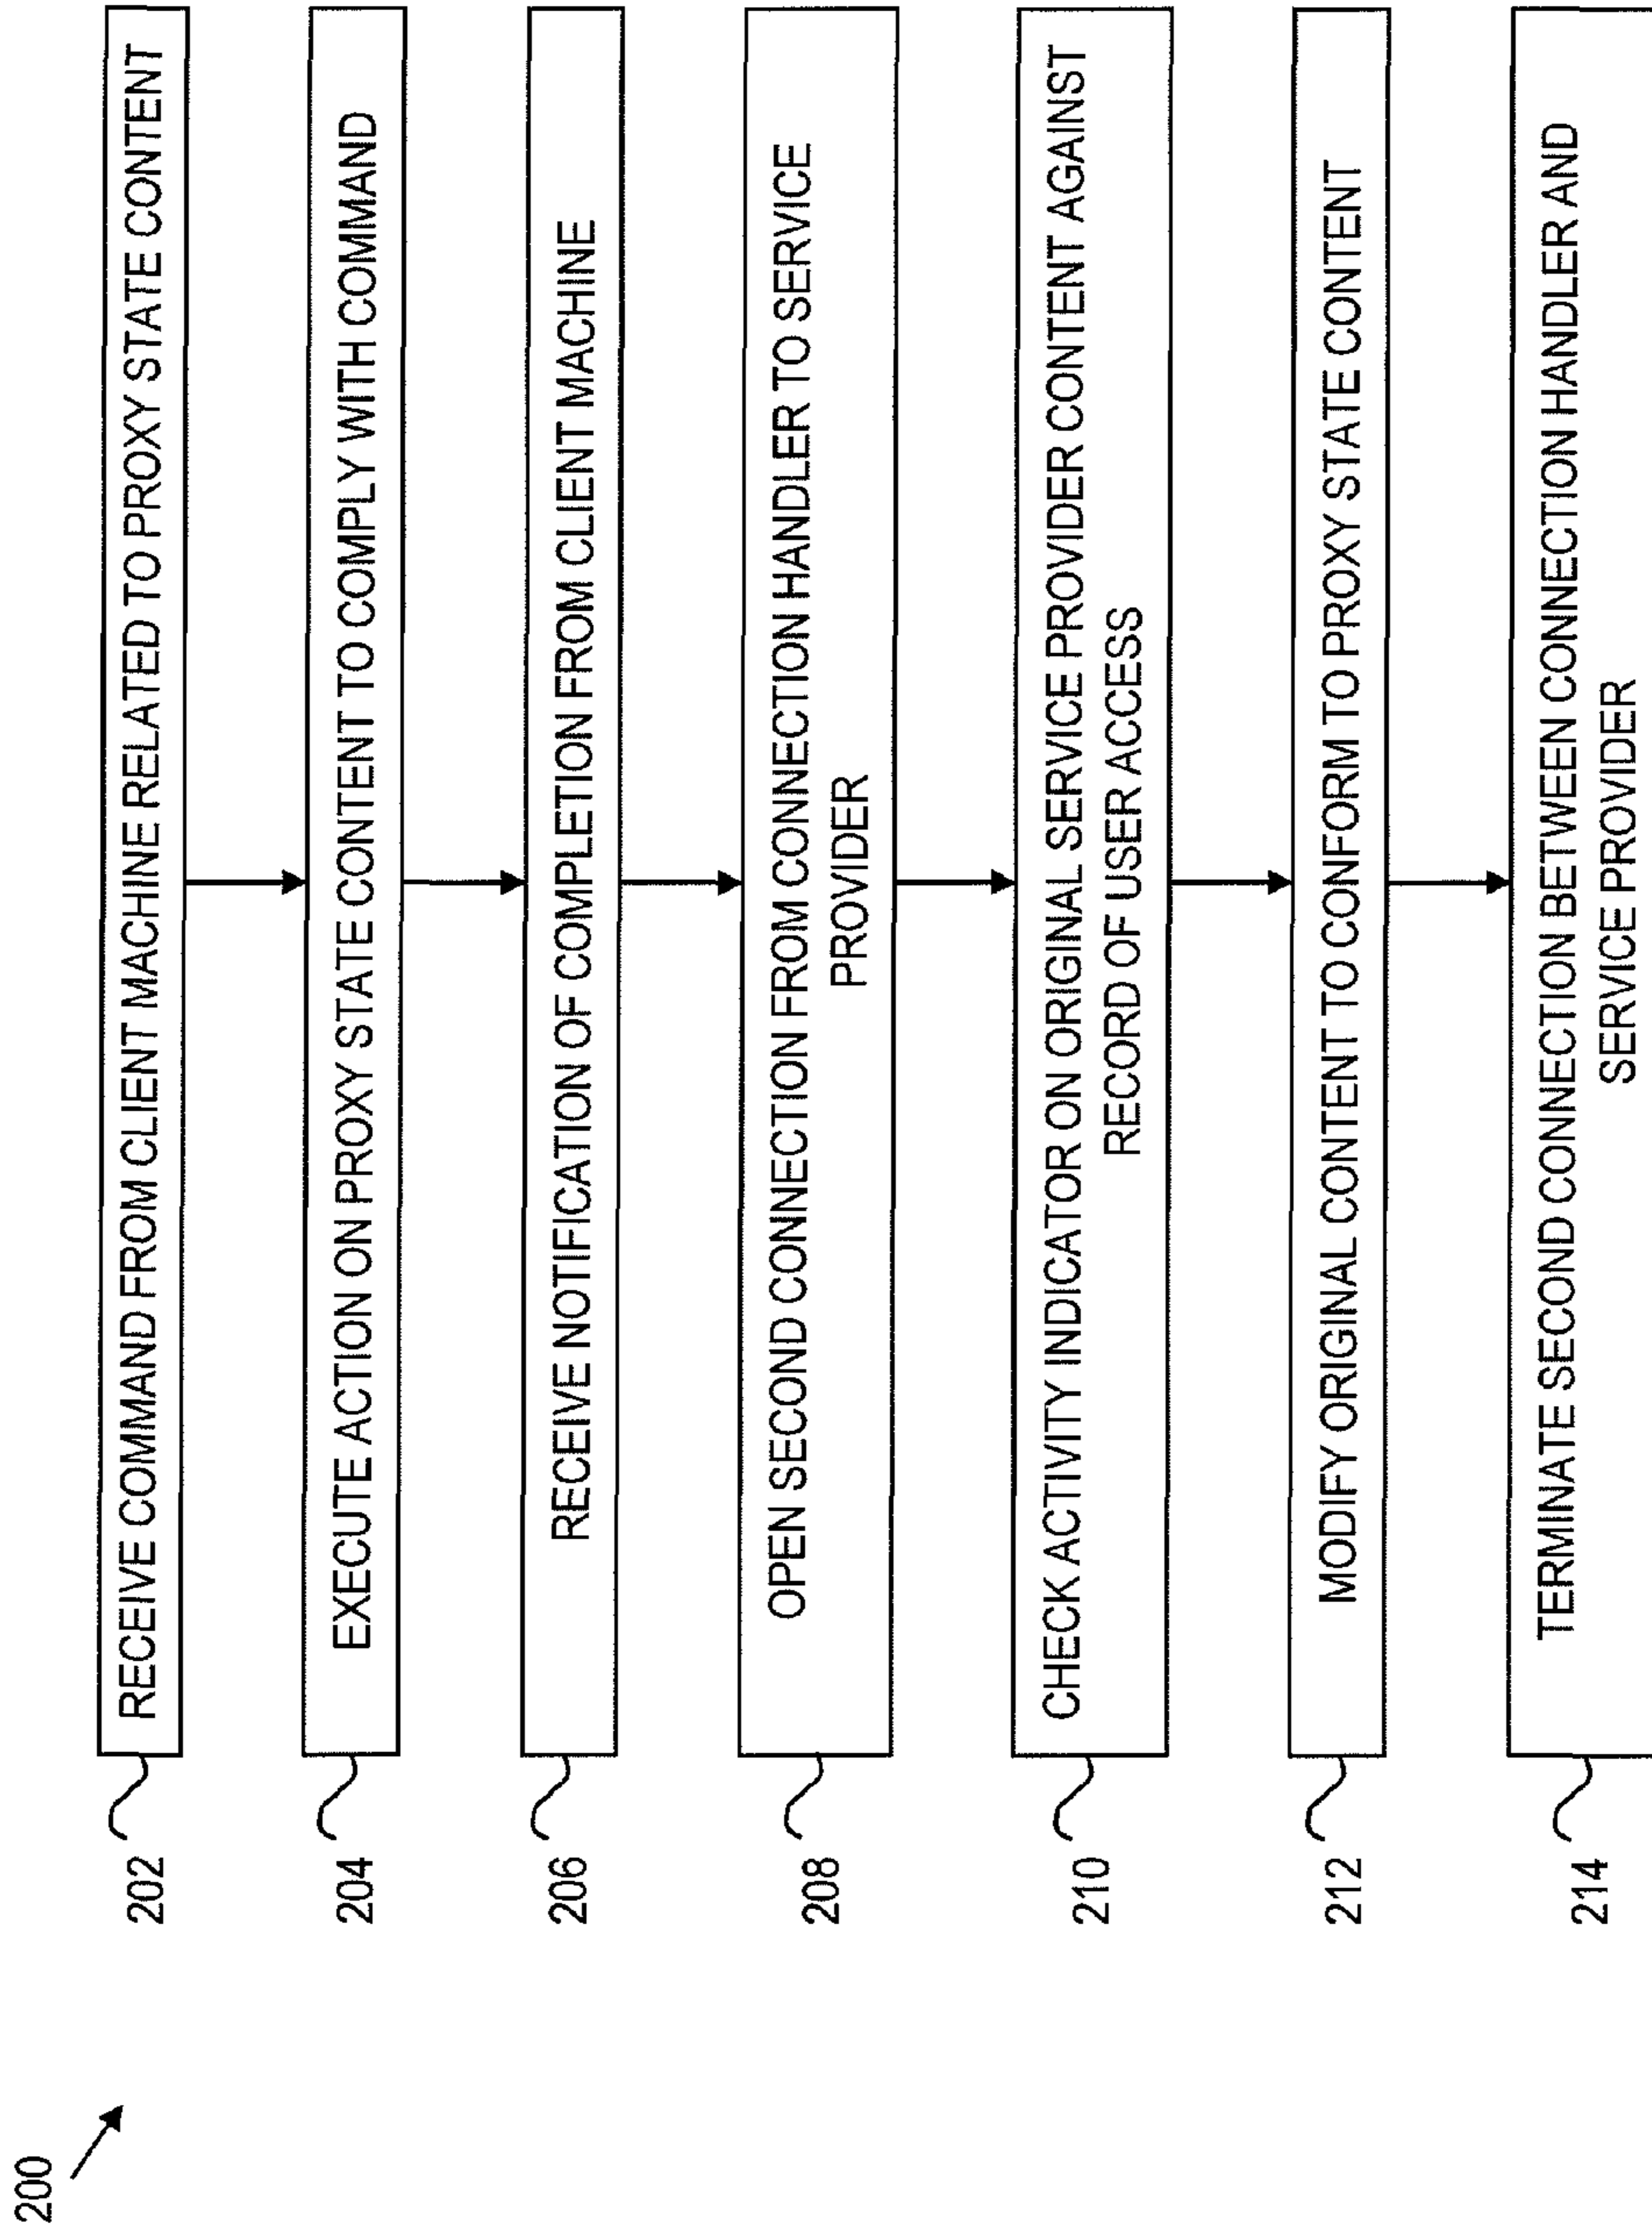 200
202
RECEIVE COMMAND FROM CLIENT MACHINE RELATED TO PROXY STATE CONTENT
204
EXECUTE ACTION ON PROXY STATE CONTENT TO COMPLY WITH COMMAND
206
RECEIVE NOTIFICATION OF COMPLETION FROM CLIENT MACHINE
208
OPEN SECOND CONNECTION FROM CONNECTION HANDLER TO SERVICE
PROVIDER
210
CHECK ACTIVITY INDICATOR ON ORIGINAL SERVICE PROVIDER CONTENT AGAINST
RECORD OF USER ACCESS
212
MODIFY ORIGINAL CONTENT TO CONFORM TO PROXY STATE CONTENT
214
TERMINATE SECOND CONNECTION BETWEEN CONNECTION HANDLER AND
SERVICE PROVIDER